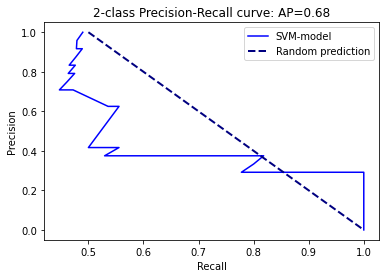 2-class Precision-Recall curve: AP=0.68
SVM-model
Random prediction
Precision
1.0
0.8
0.6
0.4
0.2
0.0
0.5 0.6 0.7 0.8 0.9 1.0
Recall